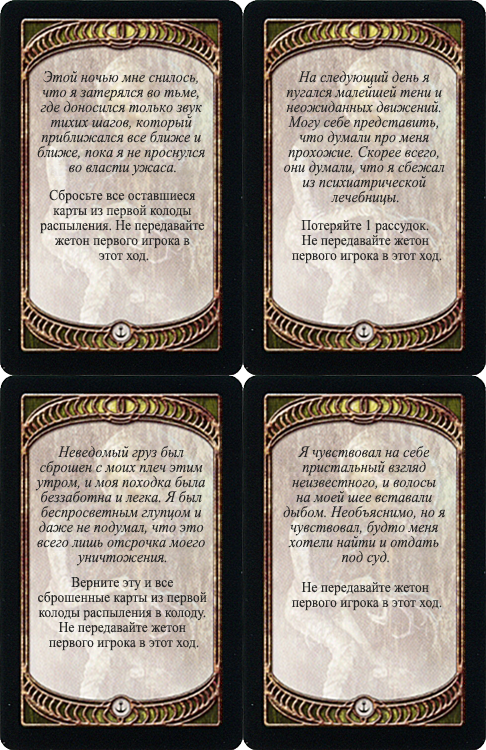 Этой ночью мне снилось,
что я затерялся во тьме,
где доносился только звук
тихих шагов, который
приближался все ближе и
ближе, пока я не проснулся
во власти ужаса.
Сбросьте все оставшиеся
карты из первой колоды
распыления. Не передавайте
жетон первого игрока в
этот ход.
На следующий день я
пугался малейшей тени и
неожиданных движений.
Могу себе представить,
что думали про меня
прохожие. Скорее всего,
они думали, что я сбежал
из психиатрической
лечебницы.
Потеряйте 1 рассудок.
Не передавайте жетон
первого игрока в этот ход.
Неведомый груз был
сброшен с моих плеч этим
утром, и моя походка была
беззаботна и легка. Я был
беспросветным глупцом и
даже не подумал, что это
всего лишь отсрочка моего
уничтожения.
Верните эту и все
сброшенные карты из первой
колоды распыления в колоду.
Не передавайте жетон
первого игрока в этот ход.
Я чувствовал на себе
пристальный взгляд
неизвестного, и волосы
на моей шее вставали
дыбом. Необъяснимо, но я
чувствовал, будто меня
хотели найти и отдать
под суд.
Не передавайте жетон
первого игрока в этот ход.